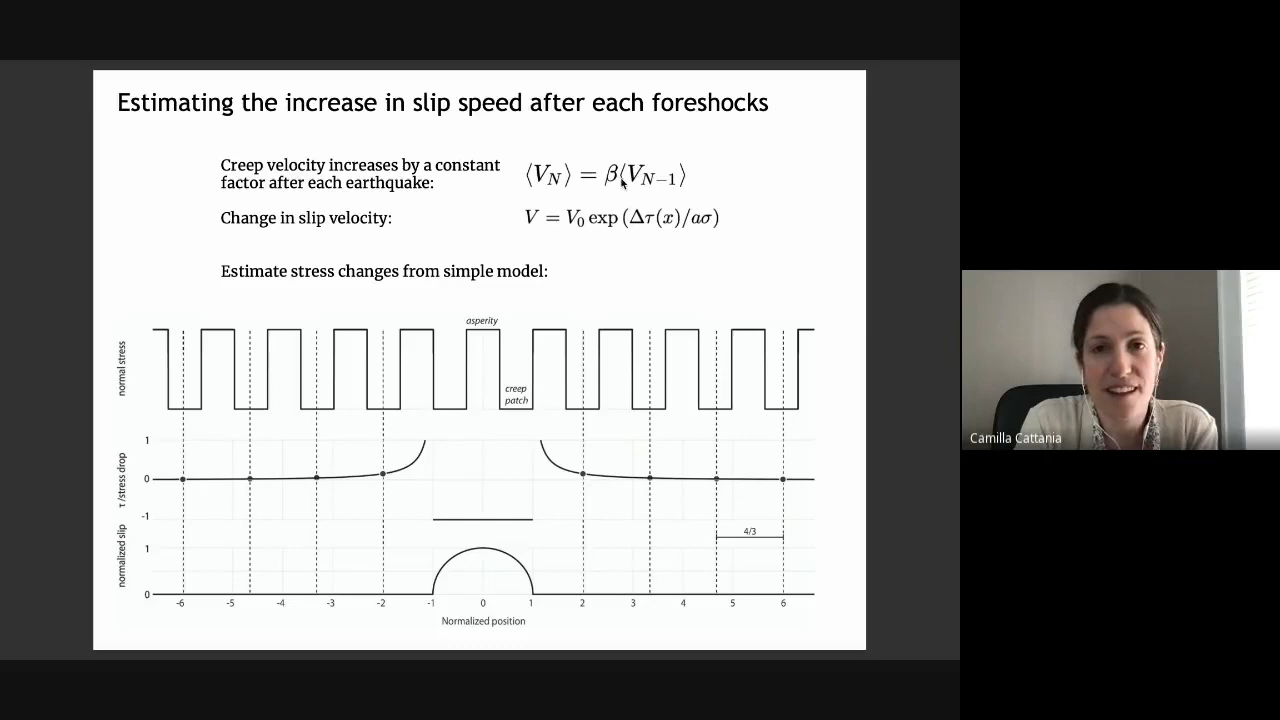 Estimating the increase in slip speed after each foreshocks
Creep velocity increases by a constant
factor after each earthquake:
⟨V_N⟩ = β⟨V_{N−1}⟩
Change in slip velocity:
V = V_0 exp (Δτ(x)/aσ)
Estimate stress changes from simple model:
normal stress
asperity
creep
patch
τ /stress drop
1
0
-1
4/3
normalized slip
1
0
-6 -5 -4 -3 -2 -1 0 1 2 3 4 5 6
Normalized position
Camilla Cattania